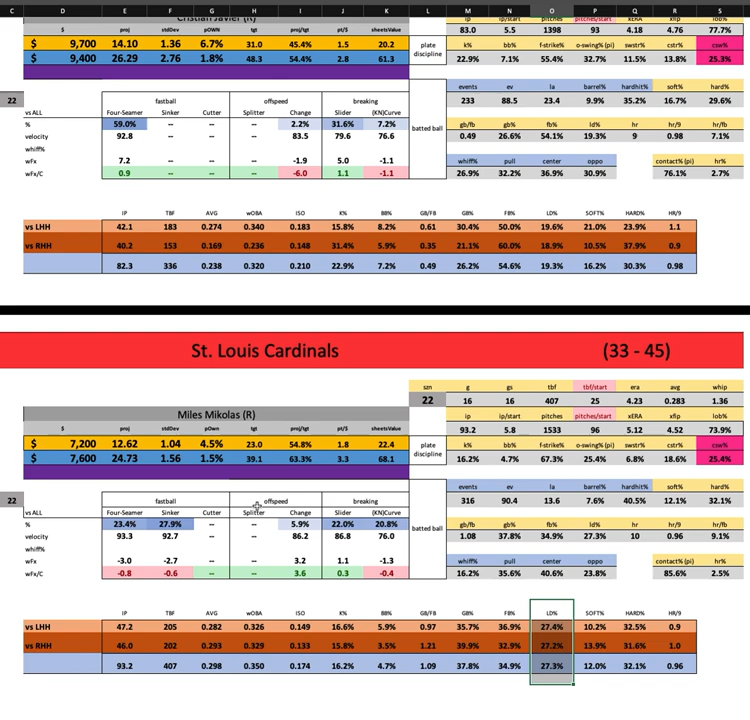 C D E F G H I J K L M N O P Q R S
Cristian Javier (R)
ip ip/start pitches pitches/start xERA xfip lob%
$ proj stdDev pOWN tgt proj/tgt pt/$ sheetsValue
83.0 5.5 1398 93 4.18 4.76 77.7%
$ 9,700 14.10 1.36 6.7% 31.0 45.4% 1.5 20.2
plate discipline
k% bb% f-strike% o-swing% (pi) swstr% cstr% csw%
$ 9,400 26.29 2.76 1.8% 48.3 54.4% 2.8 61.3
22.9% 7.1% 55.4% 32.7% 11.5% 13.8% 25.3%
events ev la barrel% hardhit% soft% hard%
22 fastball offspeed breaking
233 88.5 23.4 9.9% 35.2% 16.7% 29.6%
vs ALL Four-Seamer Sinker Cutter Splitter Change Slider (KN)Curve
% 59.0% -- -- -- 2.2% 31.6% 7.2%
batted ball
gb/fb gb% fb% ld% hr hr/9 hr/fb
velocity 92.8 -- -- -- 83.5 79.6 76.6
0.49 26.6% 54.1% 19.3% 9 0.98 7.1%
whiff%
wFx 7.2 -- -- -- -1.9 5.0 -1.1
whiff% pull center oppo contact% (pi) hr%
wFx/C 0.9 -- -- -- -6.0 1.1 -1.1
26.9% 32.2% 36.9% 30.9% 76.1% 2.7%
IP TBF AVG wOBA ISO K% BB% GB/FB GB% FB% LD% SOFT% HARD% HR/9
vs LHH 42.1 183 0.274 0.340 0.183 15.8% 8.2% 0.61 30.4% 50.0% 19.6% 21.0% 23.9% 1.1
vs RHH 40.2 153 0.169 0.236 0.148 31.4% 5.9% 0.35 21.1% 60.0% 18.9% 10.5% 37.9% 0.9
82.3 336 0.238 0.320 0.210 22.9% 7.2% 0.49 26.2% 54.6% 19.3% 16.2% 30.3% 0.98
St. Louis Cardinals (33 - 45)
szn g gs tbf tbf/start era avg whip
22 16 16 407 25 4.23 0.283 1.36
Miles Mikolas (R)
ip ip/start pitches pitches/start xERA xfip lob%
$ proj stdDev pOWN tgt proj/tgt pt/$ sheetsValue
93.2 5.8 1533 96 5.12 4.52 73.9%
$ 7,200 12.62 1.04 4.5% 23.0 54.8% 1.8 22.4
plate discipline
k% bb% f-strike% o-swing% (pi) swstr% cstr% csw%
$ 7,600 24.73 1.56 1.5% 39.1 63.3% 3.3 68.1
16.2% 4.7% 67.3% 25.4% 6.8% 18.6% 25.4%
events ev la barrel% hardhit% soft% hard%
22 fastball offspeed breaking
316 90.4 13.6 7.6% 40.5% 12.1% 32.1%
vs ALL Four-Seamer Sinker Cutter Splitter Change Slider (KN)Curve
% 23.4% 27.9% -- -- 5.9% 22.0% 20.8%
batted ball
gb/fb gb% fb% ld% hr hr/9 hr/fb
velocity 93.3 92.7 -- -- 86.2 86.8 76.0
1.08 37.8% 34.9% 27.3% 10 0.96 9.1%
whiff%
wFx -3.0 -2.7 -- -- 3.2 1.1 -1.3
whiff% pull center oppo contact% (pi) hr%
wFx/C -0.8 -0.6 -- -- 3.6 0.3 -0.4
16.2% 35.6% 40.6% 23.8% 85.6% 2.5%
IP TBF AVG wOBA ISO K% BB% GB/FB GB% FB% LD% SOFT% HARD% HR/9
vs LHH 47.2 205 0.282 0.326 0.149 16.6% 5.9% 0.97 35.7% 36.9% 27.4% 10.2% 32.5% 0.9
vs RHH 46.0 202 0.293 0.329 0.133 15.8% 3.5% 1.21 39.9% 32.9% 27.2% 13.9% 31.6% 1.0
93.2 407 0.298 0.350 0.174 16.2% 4.7% 1.09 37.8% 34.9% 27.3% 12.0% 32.1% 0.96